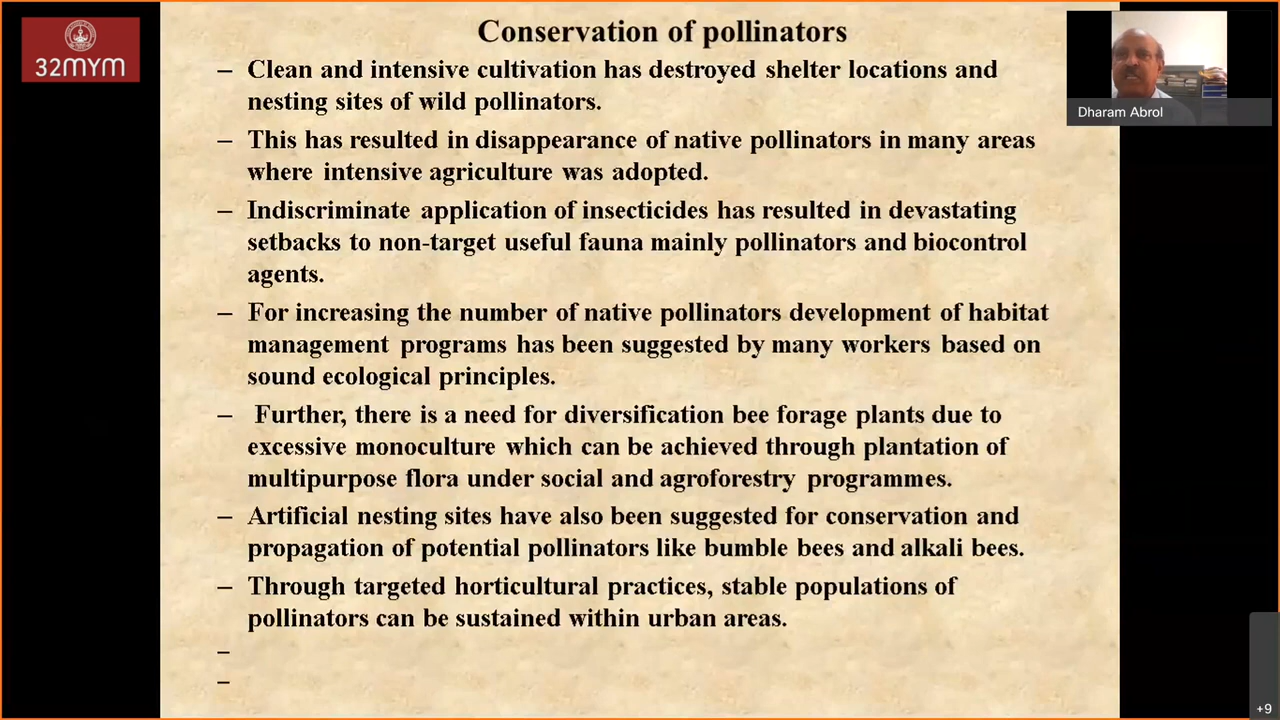 Conservation of pollinators
32MYM
Dharam Abrol
– Clean and intensive cultivation has destroyed shelter locations and
nesting sites of wild pollinators.
– This has resulted in disappearance of native pollinators in many areas
where intensive agriculture was adopted.
– Indiscriminate application of insecticides has resulted in devastating
setbacks to non-target useful fauna mainly pollinators and biocontrol
agents.
– For increasing the number of native pollinators development of habitat
management programs has been suggested by many workers based on
sound ecological principles.
– Further, there is a need for diversification bee forage plants due to
excessive monoculture which can be achieved through plantation of
multipurpose flora under social and agroforestry programmes.
– Artificial nesting sites have also been suggested for conservation and
propagation of potential pollinators like bumble bees and alkali bees.
– Through targeted horticultural practices, stable populations of
pollinators can be sustained within urban areas.
–
–
+9